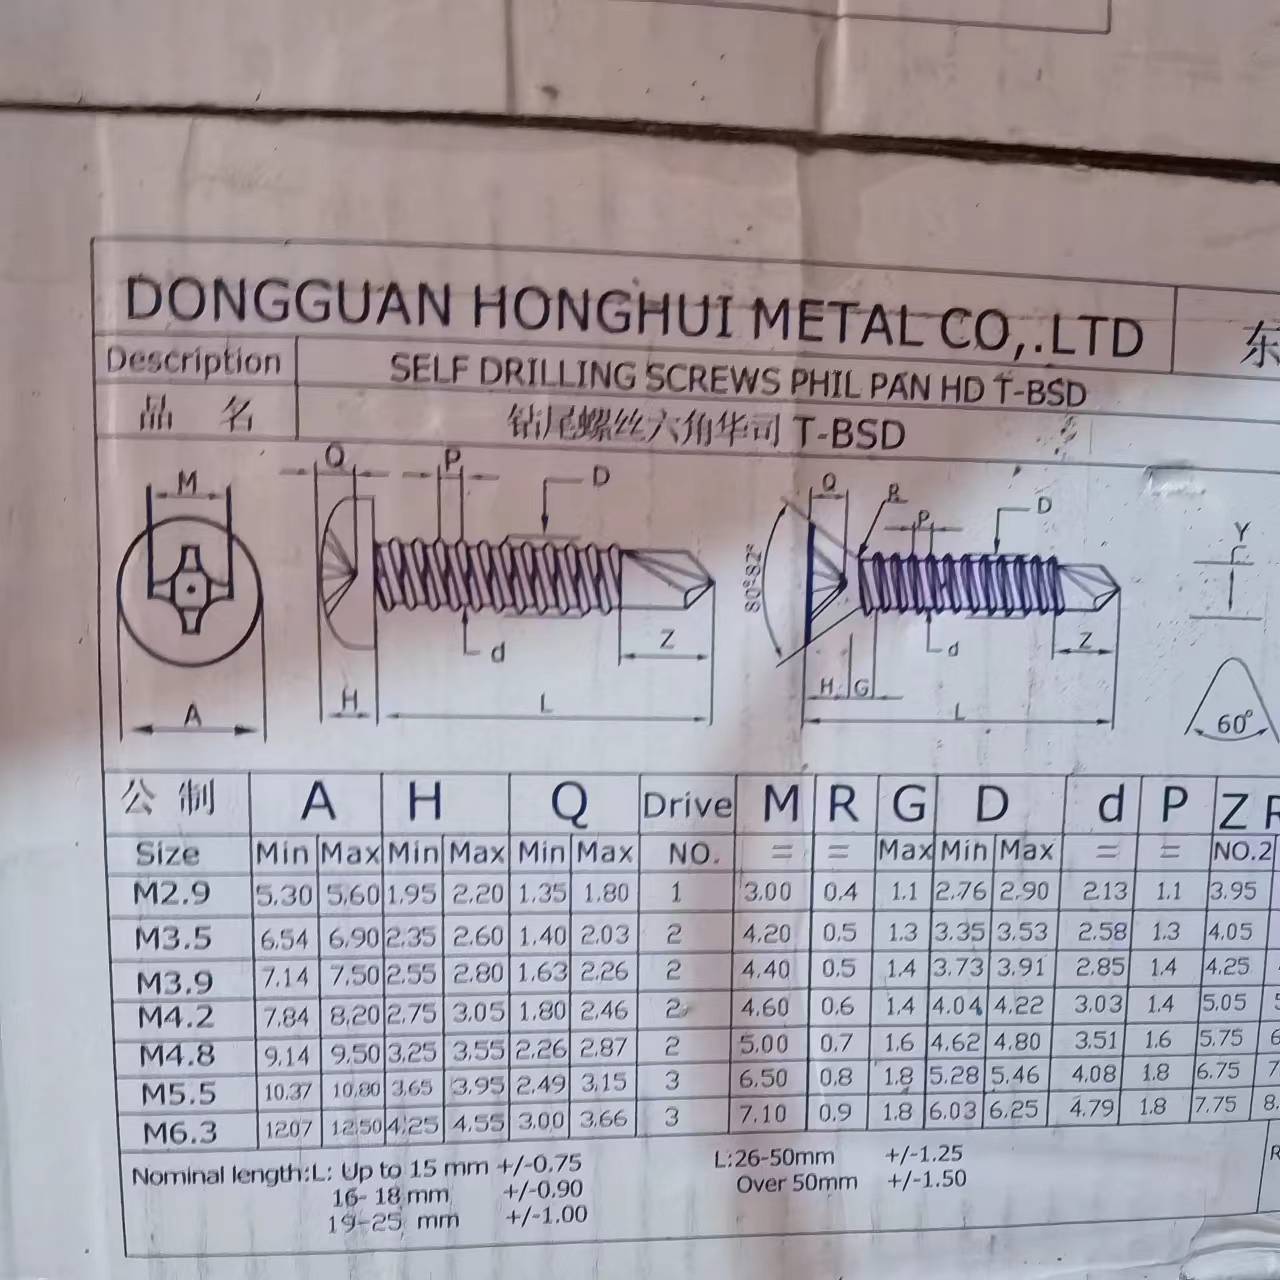 DONGGUAN HONGHUI METAL CO,.LTD 东
Description SELF DRILLING SCREWS PHIL PAN HD T-BSD
品 名 钻尾螺丝六角华司 T-BSD
M Q P D d Z H L A
Q R P D 80°-82° d Z H G L
Y 60°
公 制 A H Q Drive M R G D d P Z
Size Min Max Min Max Min Max NO. = = Max Min Max = = NO.2
M2.9 5.30 5.60 1.95 2.20 1.35 1.80 1 3.00 0.4 1.1 2.76 2.90 2.13 1.1 3.95
M3.5 6.54 6.90 2.35 2.60 1.40 2.03 2 4.20 0.5 1.3 3.35 3.53 2.58 1.3 4.05
M3.9 7.14 7.50 2.55 2.80 1.63 2.26 2 4.40 0.5 1.4 3.73 3.91 2.85 1.4 4.25
M4.2 7.84 8.20 2.75 3.05 1.80 2.46 2 4.60 0.6 1.4 4.04 4.22 3.03 1.4 5.05
M4.8 9.14 9.50 3.25 3.55 2.26 2.87 2 5.00 0.7 1.6 4.62 4.80 3.51 1.6 5.75
M5.5 10.37 10.80 3.65 3.95 2.49 3.15 3 6.50 0.8 1.8 5.28 5.46 4.08 1.8 6.75
M6.3 1207 12.50 4.25 4.55 3.00 3.66 3 7.10 0.9 1.8 6.03 6.25 4.79 1.8 7.75
Nominal length:L: Up to 15 mm +/-0.75 L:26-50mm +/-1.25
16- 18 mm +/-0.90 Over 50mm +/-1.50
19-25 mm +/-1.00